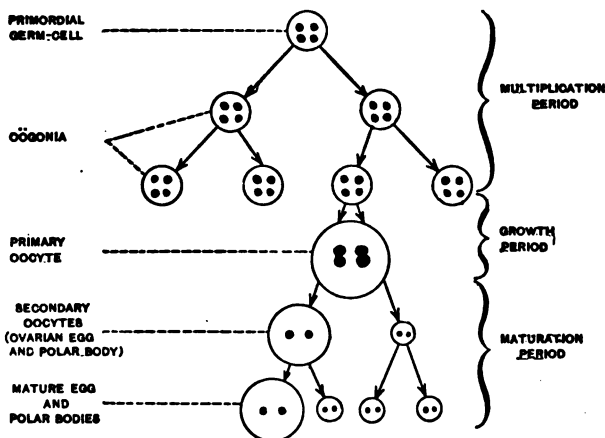 PRIMORDIAL
GERM-CELL
MULTIPLICATION
PERIOD
OÖGONIA
PRIMARY
OOCYTE
GROWTH
PERIOD
SECONDARY
OOCYTES
(OVARIAN EGG
AND POLAR BODY)
MATURATION
PERIOD
MATURE EGG
AND
POLAR BODIES